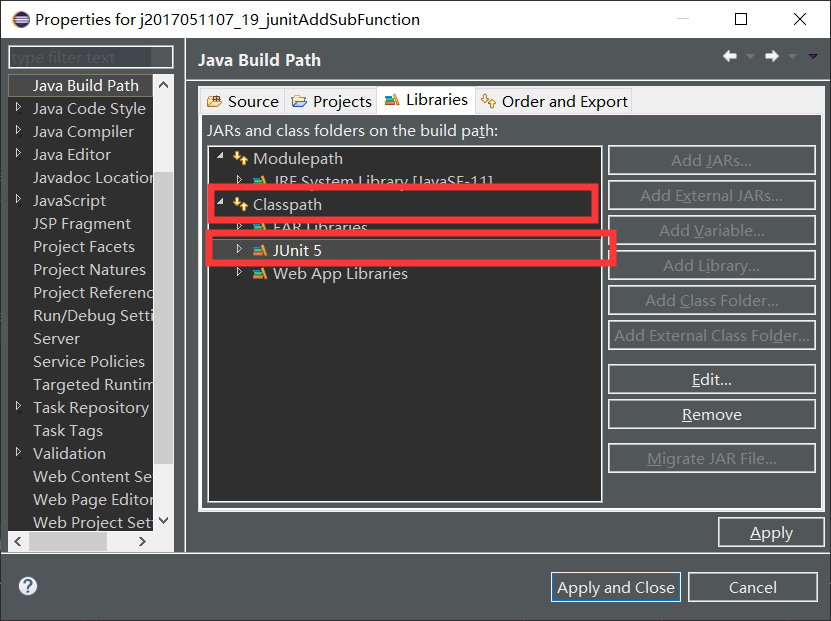 Properties for j2017051107_19_junitAddSubFunction
type filter text
Java Build Path
Java Code Style
Java Compiler
Java Editor
Javadoc Location
JavaScript
JSP Fragment
Project Facets
Project Natures
Project Referenc
Run/Debug Setti
Server
Service Policies
Targeted Runtim
Task Repository
Task Tags
Validation
Web Content Se
Web Page Editor
Web Project Set
Java Build Path
Source
Projects
Libraries
Order and Export
JARs and class folders on the build path:
Modulepath
JRE System Library [JavaSE-11]
Classpath
EAR Libraries
JUnit 5
Web App Libraries
Add JARs...
Add External JARs...
Add Variable...
Add Library...
Add Class Folder...
Add External Class Folder...
Edit...
Remove
Migrate JAR File...
Apply
?
Apply and Close
Cancel